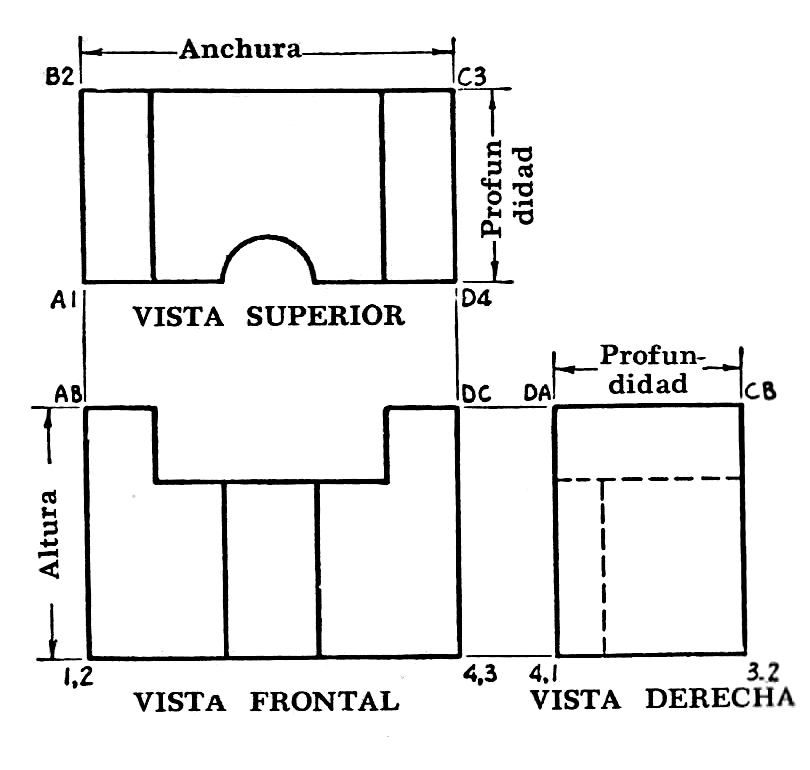 Anchura
B2
C3
Profun
didad
A1
D4
VISTA SUPERIOR
Profun-
didad
AB
DC
DA
CB
Altura
1,2
4,3
4,1
3.2
VISTA FRONTAL
VISTA DERECHA